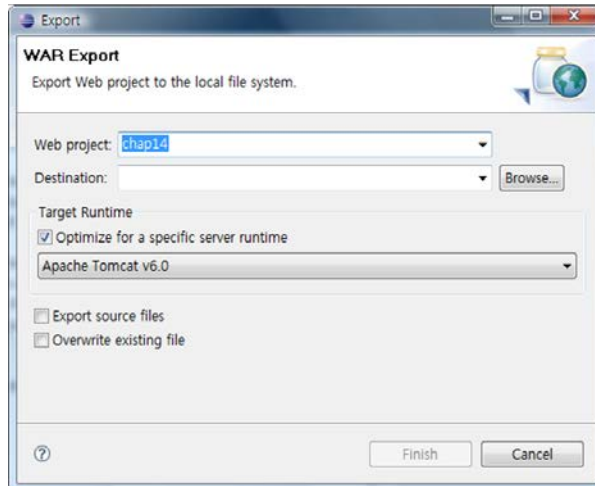 Export
WAR Export
Export Web project to the local file system.
Web project: chap14
Destination: Browse...
Target Runtime
Optimize for a specific server runtime
Apache Tomcat v6.0
Export source files
Overwrite existing file
? Finish Cancel